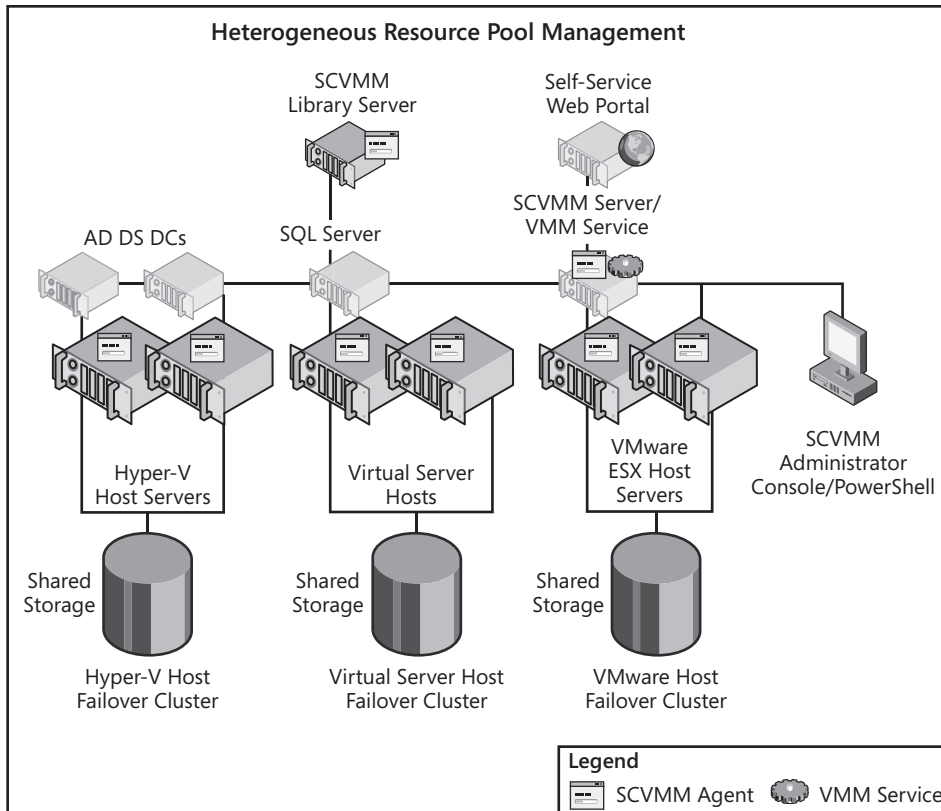 Heterogeneous Resource Pool Management
SCVMM
Library Server
Self-Service
Web Portal
SCVMM Server/
VMM Service
AD DS DCs
SQL Server
Hyper-V
Host Servers
Virtual Server
Hosts
VMware
ESX Host
Servers
SCVMM
Administrator
Console/PowerShell
Shared
Storage
Shared
Storage
Shared
Storage
Hyper-V Host
Failover Cluster
Virtual Server Host
Failover Cluster
VMware Host
Failover Cluster
Legend
SCVMM Agent
VMM Service